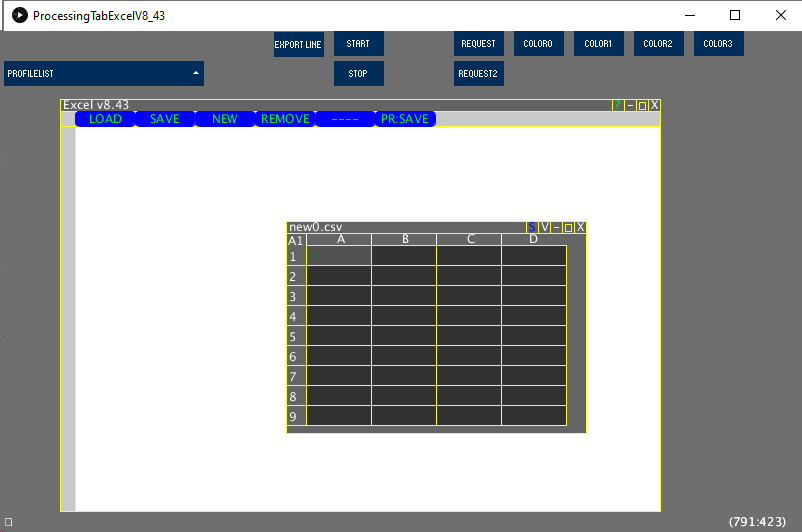 ProcessingTabExcelV8_43
EXPORT LINE START REQUEST COLOR0 COLOR1 COLOR2 COLOR3
PROFILELIST STOP REQUEST2
Excel v8.43 ? - X
LOAD SAVE NEW REMOVE ---- PR:SAVE
new0.csv S V - X
A1 A B C D
1
2
3
4
5
6
7
8
9
(791:423)